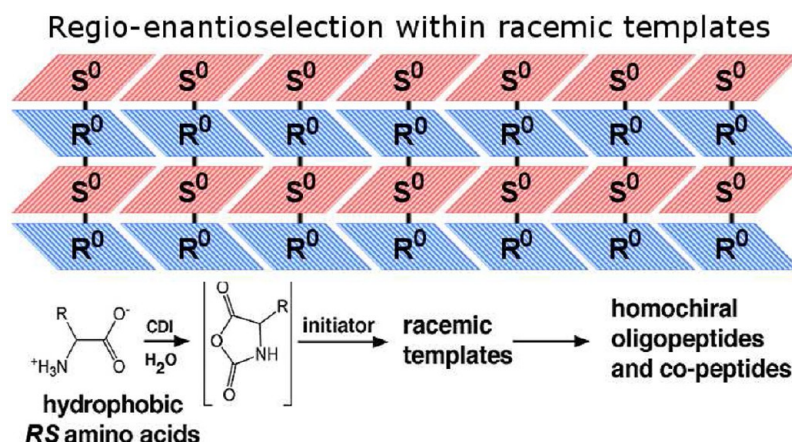 Regio-enantioselection within racemic templates
S⁰ S⁰ S⁰ S⁰ S⁰ S⁰ S⁰
R⁰ R⁰ R⁰ R⁰ R⁰ R⁰ R⁰
S⁰ S⁰ S⁰ S⁰ S⁰ S⁰ S⁰
R⁰ R⁰ R⁰ R⁰ R⁰ R⁰ R⁰
R O⁻ O ⁺H₃N
CDI
H₂O
O R O NH O
initiator
racemic
templates
homochiral
oligopeptides
and co-peptides
hydrophobic
RS amino acids